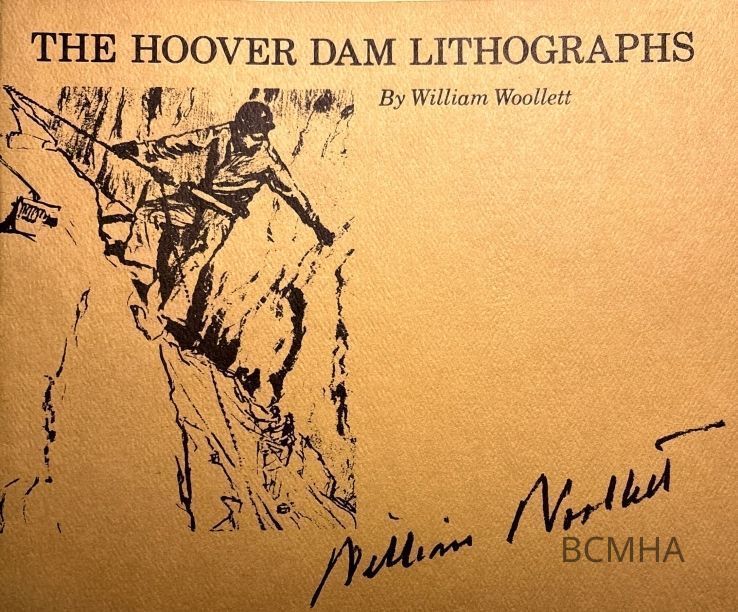 THE HOOVER DAM LITHOGRAPHS
By William Woollett
William Woollett
BCMHA